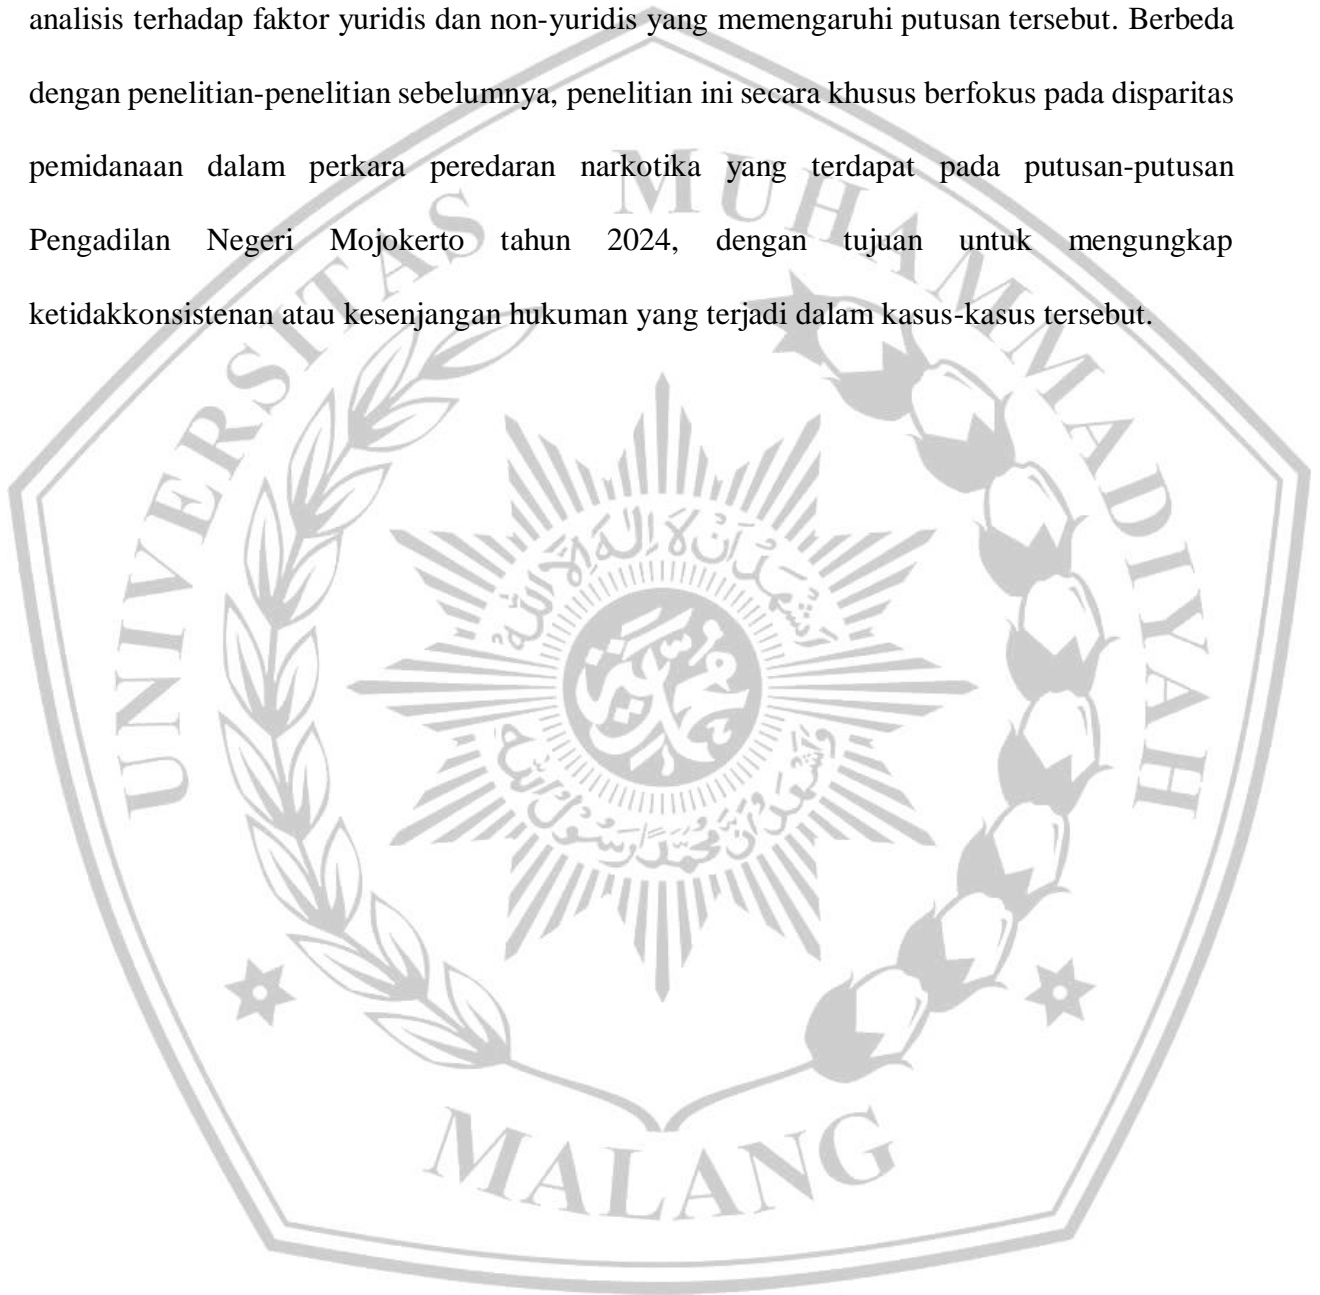 analisis terhadap faktor yuridis dan non-yuridis yang memengaruhi putusan tersebut. Berbeda
dengan penelitian-penelitian sebelumnya, penelitian ini secara khusus berfokus pada disparitas
pemidanaan dalam perkara peredaran narkotika yang terdapat pada putusan-putusan
Pengadilan Negeri Mojokerto tahun 2024, dengan tujuan untuk mengungkap
ketidakkonsistenan atau kesenjangan hukuman yang terjadi dalam kasus-kasus tersebut.
UNIVERSITAS MUHAMMADIYAH
MALANG